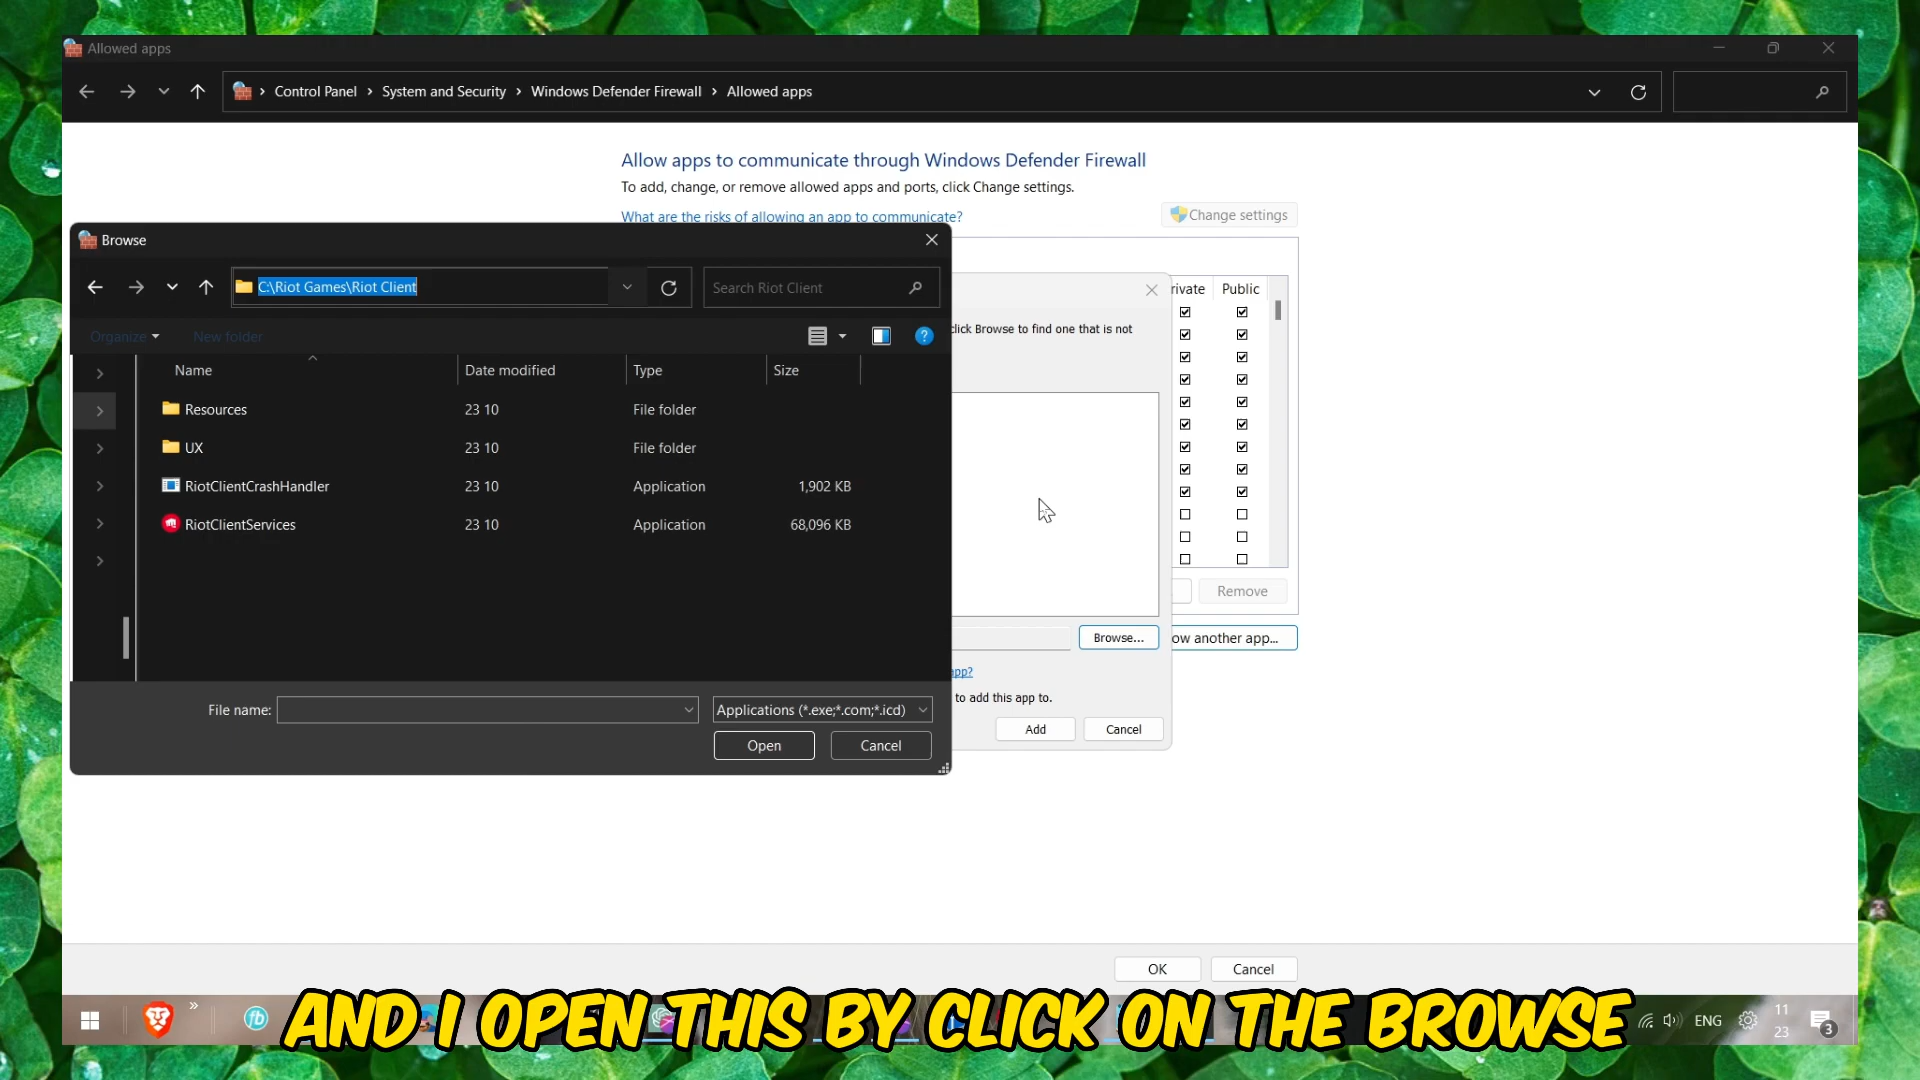 Allowed apps
Control Panel › System and Security › Windows Defender Firewall › Allowed apps
Allow apps to communicate through Windows Defender Firewall
To add, change, or remove allowed apps and ports, click Change settings.
What are the risks of allowing an app to communicate?
Change settings
Browse
C:\Riot Games\Riot Client
Search Riot Client
rivate Public
click Browse to find one that is not
Organize New folder
Name Date modified Type Size
Resources 23 10 File folder
UX 23 10 File folder
RiotClientCrashHandler 23 10 Application 1,902 KB
RiotClientServices 23 10 Application 68,096 KB
Remove
Browse...
ow another app...
app?
to add this app to.
File name:
Applications (*.exe;*.com;*.icd)
Add Cancel
Open Cancel
OK Cancel
AND I OPEN THIS BY CLICK ON THE BROWSE
ENG
11
23
3